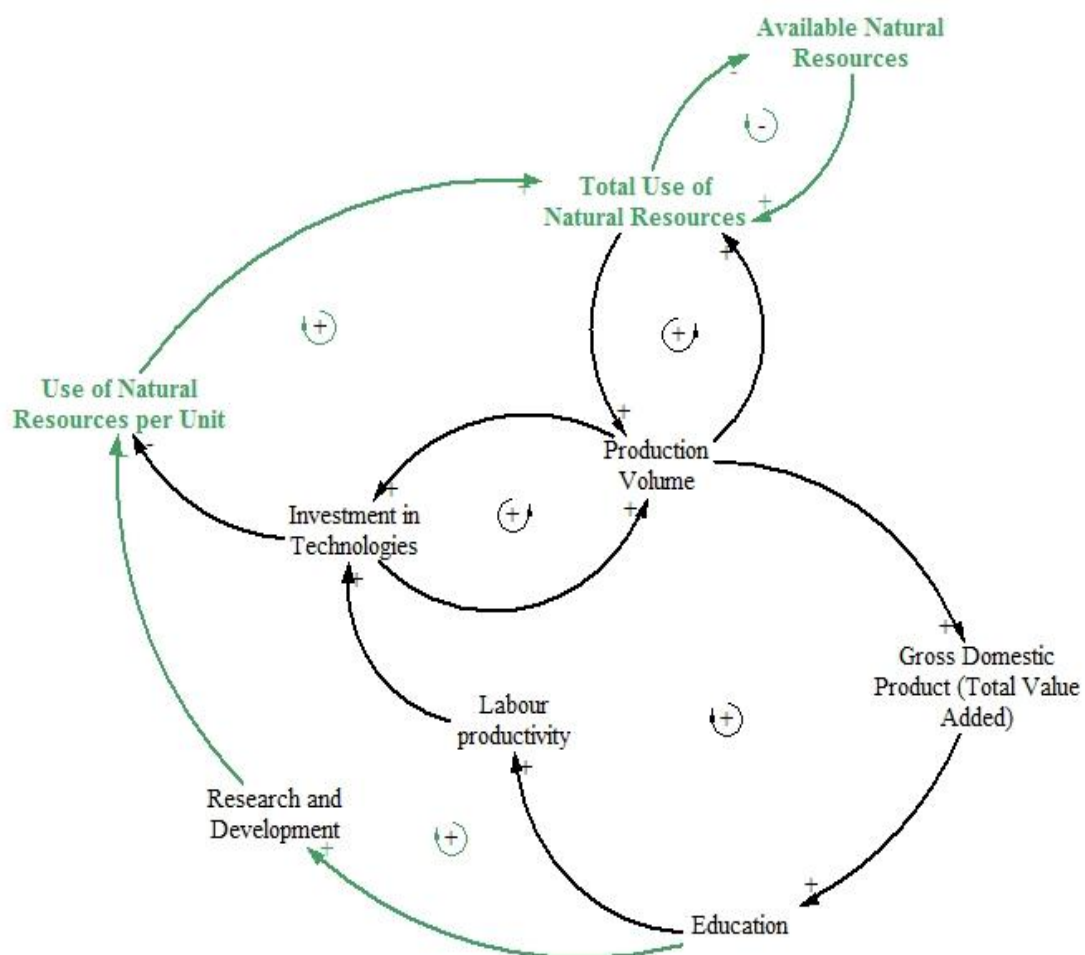 Available Natural
Resources
-
-
Total Use of
Natural Resources
+
+
+
+
Use of Natural
Resources per Unit
-
-
+
Production
Volume
+
+
+
Investment in
Technologies
+
+
Gross Domestic
Product (Total Value
Added)
Labour
productivity
+
+
Research and
Development
+
+
+
Education